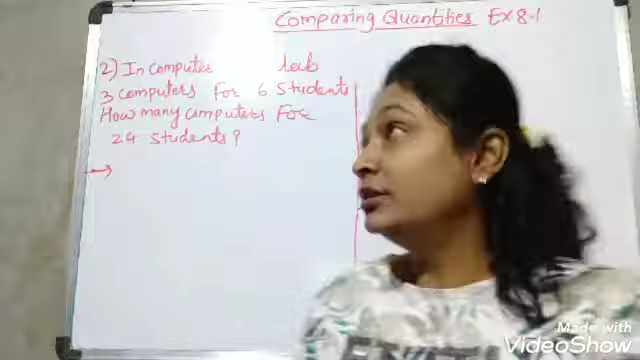 Comparing Quantities Ex 8.1
2) In computer lab
3 computers for 6 Students
How many computers For
24 students?
Made with
VideoShow